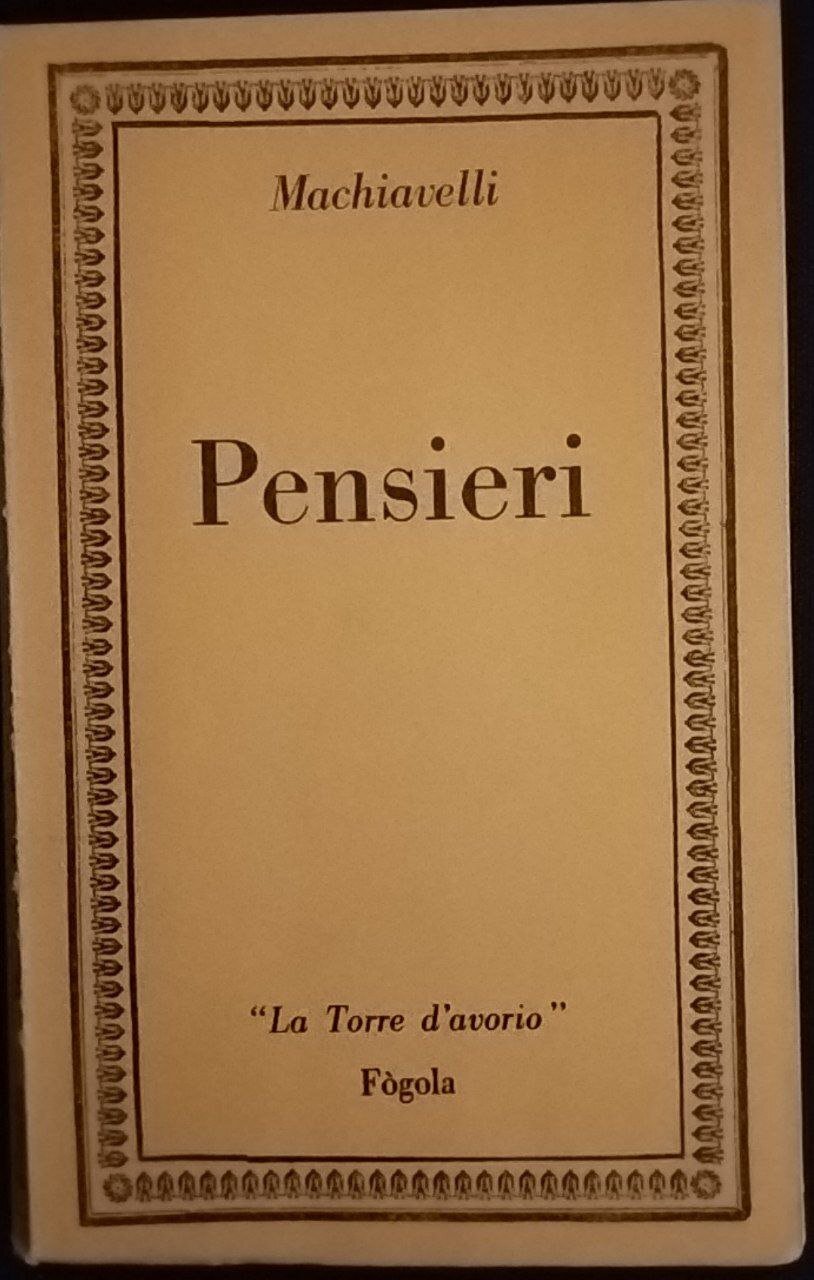 Machiavelli
Pensieri
“La Torre d’avorio”
Fògola